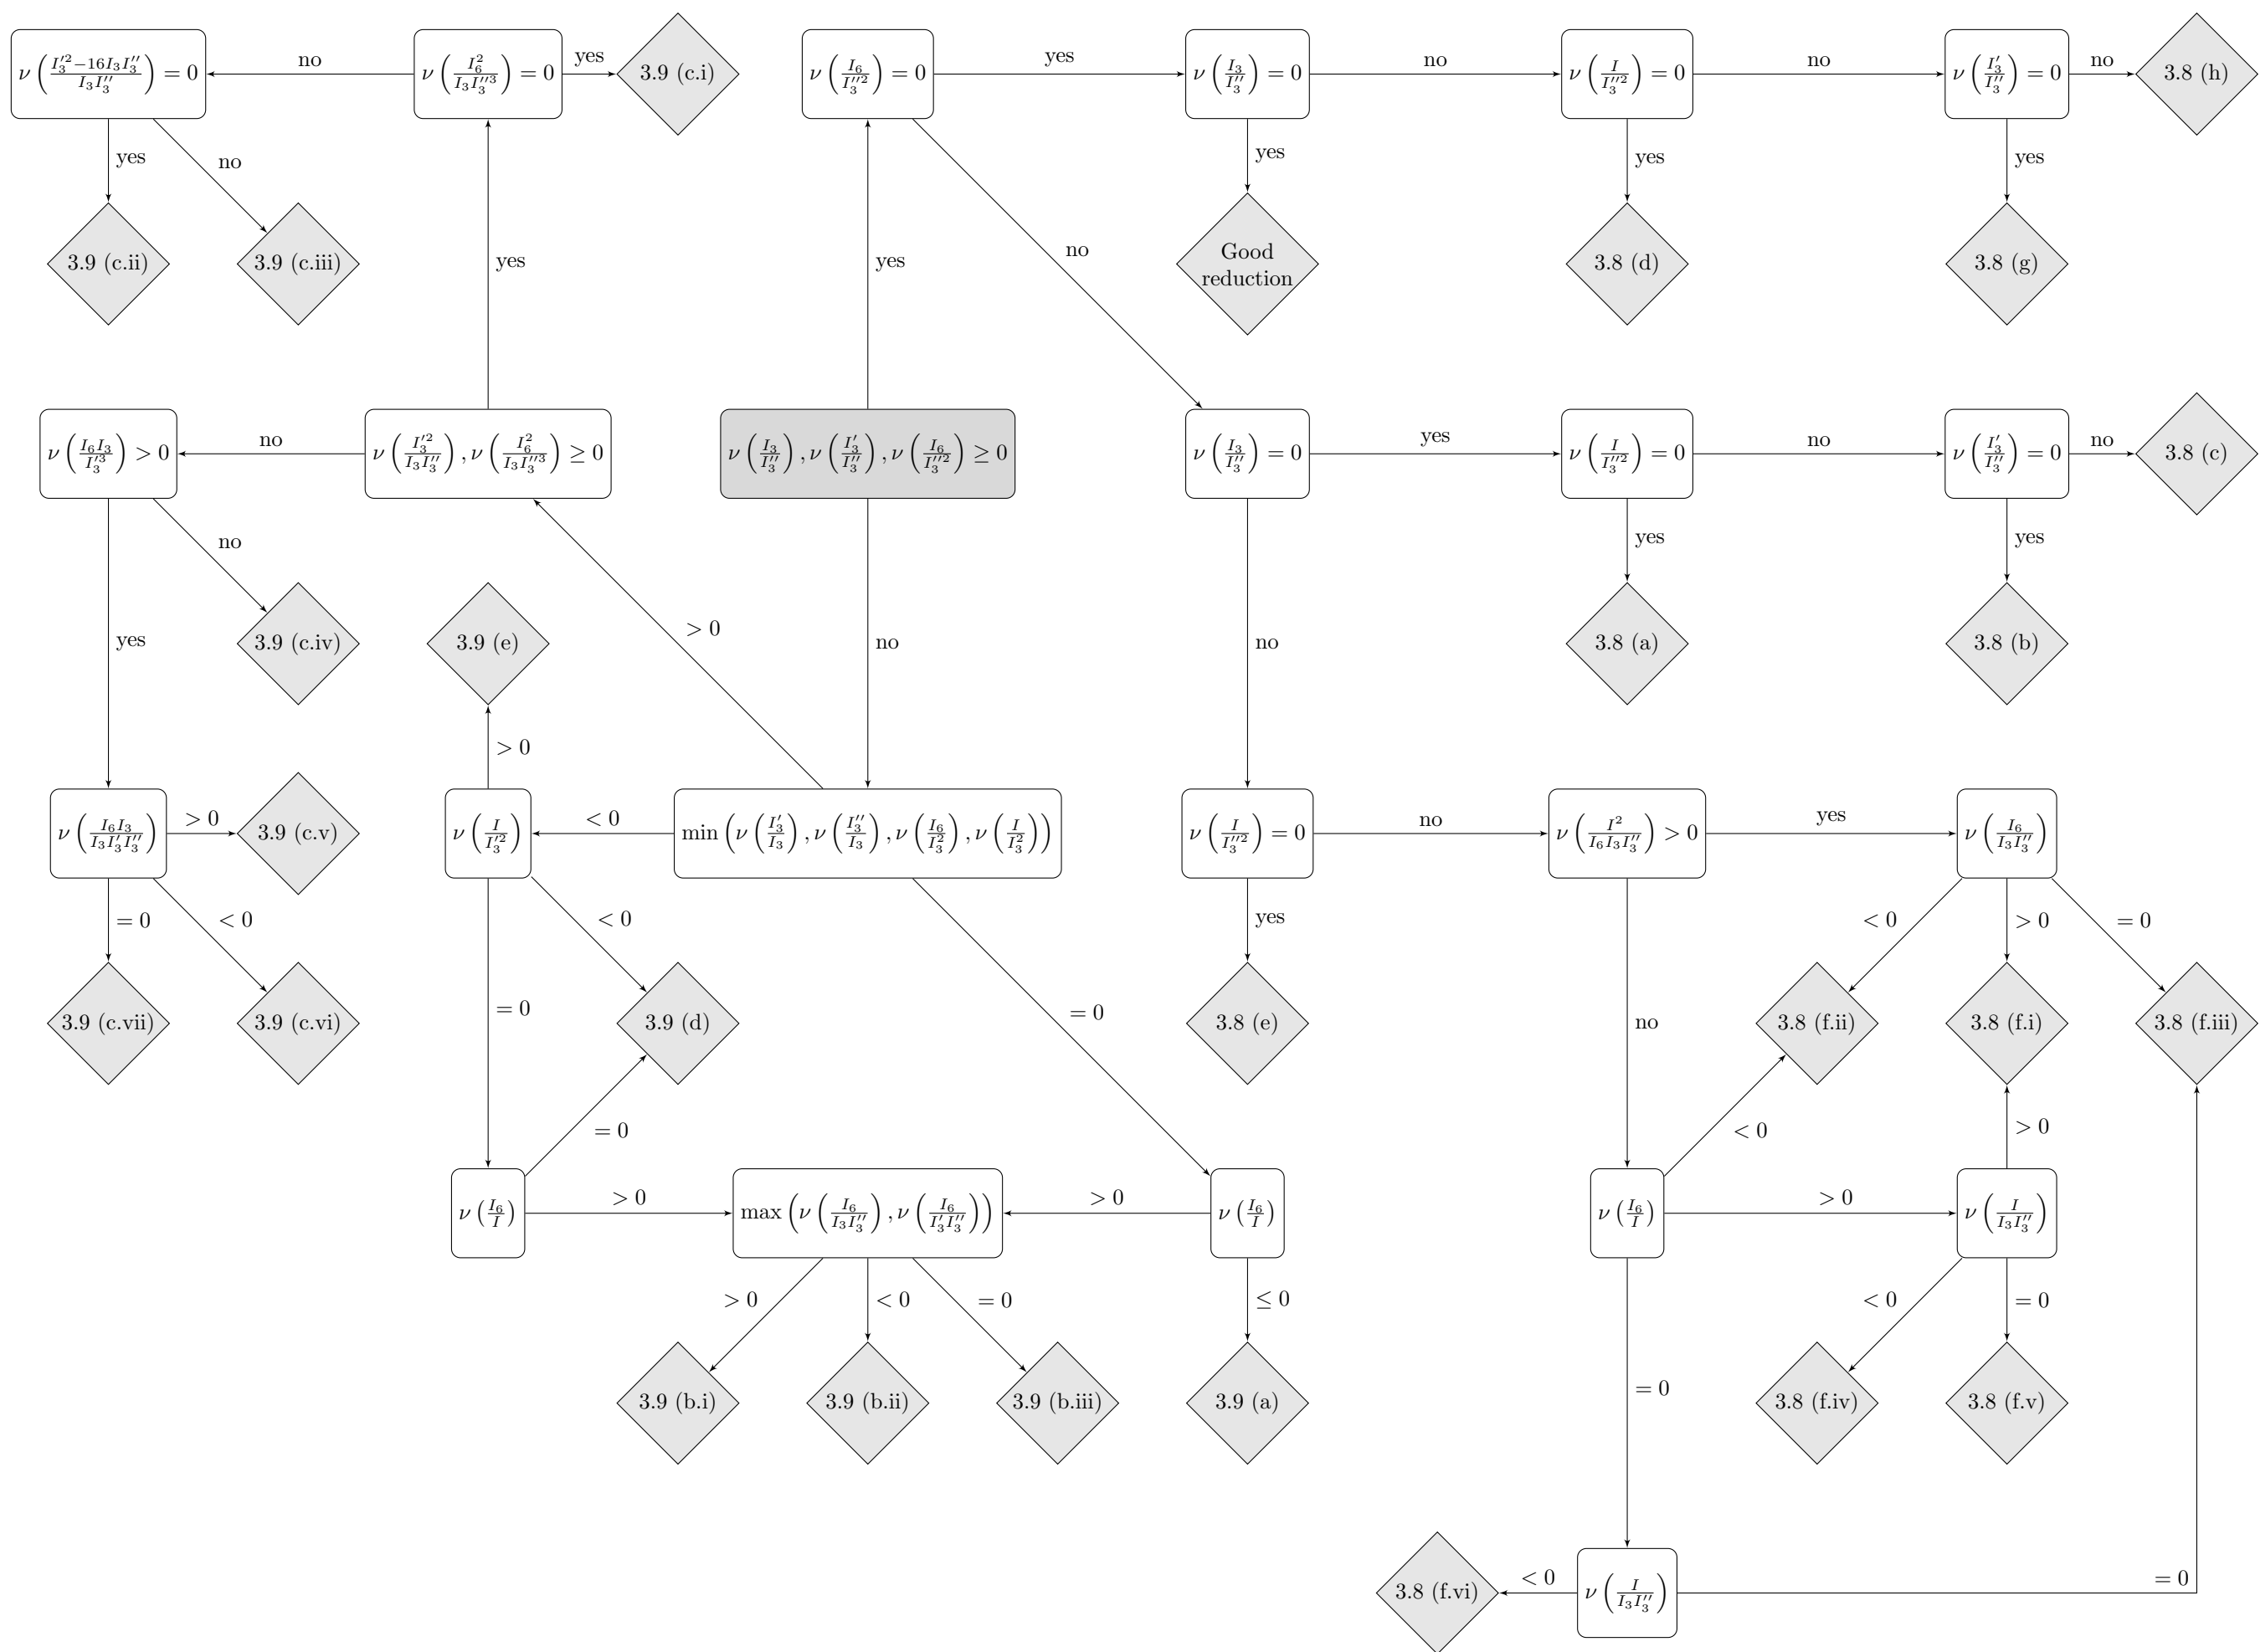 ν(I₃′²−16I₃I₃″ / I₃I₃″) = 0
no
ν(I₆² / I₃I₃″³) = 0
yes
3.9 (c.i)
ν(I₆ / I₃″²) = 0
yes
ν(I₃ / I₃″) = 0
no
ν(I / I₃″²) = 0
no
ν(I₃′ / I₃″) = 0
no
3.8 (h)
yes
no
yes
yes
yes
3.9 (c.ii)
3.9 (c.iii)
yes
yes
no
Good
reduction
3.8 (d)
3.8 (g)
ν(I₆I₃ / I₃′³) > 0
no
ν(I₃′² / I₃I₃″), ν(I₆² / I₃I₃″³) ≥ 0
ν(I₃ / I₃″), ν(I₃′ / I₃″), ν(I₆ / I₃″²) ≥ 0
ν(I₃ / I₃″) = 0
yes
ν(I / I₃″²) = 0
no
ν(I₃′ / I₃″) = 0
no
3.8 (c)
no
yes
yes
yes
3.9 (c.iv)
3.9 (e)
> 0
no
no
3.8 (a)
3.8 (b)
> 0
ν(I₆I₃ / I₃I₃′I₃″)
> 0
3.9 (c.v)
ν(I / I₃′²)
< 0
min(ν(I₃′ / I₃), ν(I₃″ / I₃), ν(I₆ / I₃²), ν(I / I₃²))
ν(I / I₃″²) = 0
no
ν(I² / I₆I₃I₃″) > 0
yes
ν(I₆ / I₃I₃″)
= 0
< 0
< 0
yes
< 0
> 0
= 0
3.9 (c.vii)
3.9 (c.vi)
= 0
3.9 (d)
= 0
3.8 (e)
no
3.8 (f.ii)
3.8 (f.i)
3.8 (f.iii)
= 0
< 0
> 0
ν(I₆ / I)
> 0
max(ν(I₆ / I₃I₃″), ν(I₆ / I₃′I₃″))
> 0
ν(I₆ / I)
ν(I₆ / I)
> 0
ν(I / I₃I₃″)
> 0
< 0
= 0
≤ 0
< 0
= 0
3.9 (b.i)
3.9 (b.ii)
3.9 (b.iii)
3.9 (a)
= 0
3.8 (f.iv)
3.8 (f.v)
3.8 (f.vi)
< 0
ν(I / I₃I₃″)
= 0